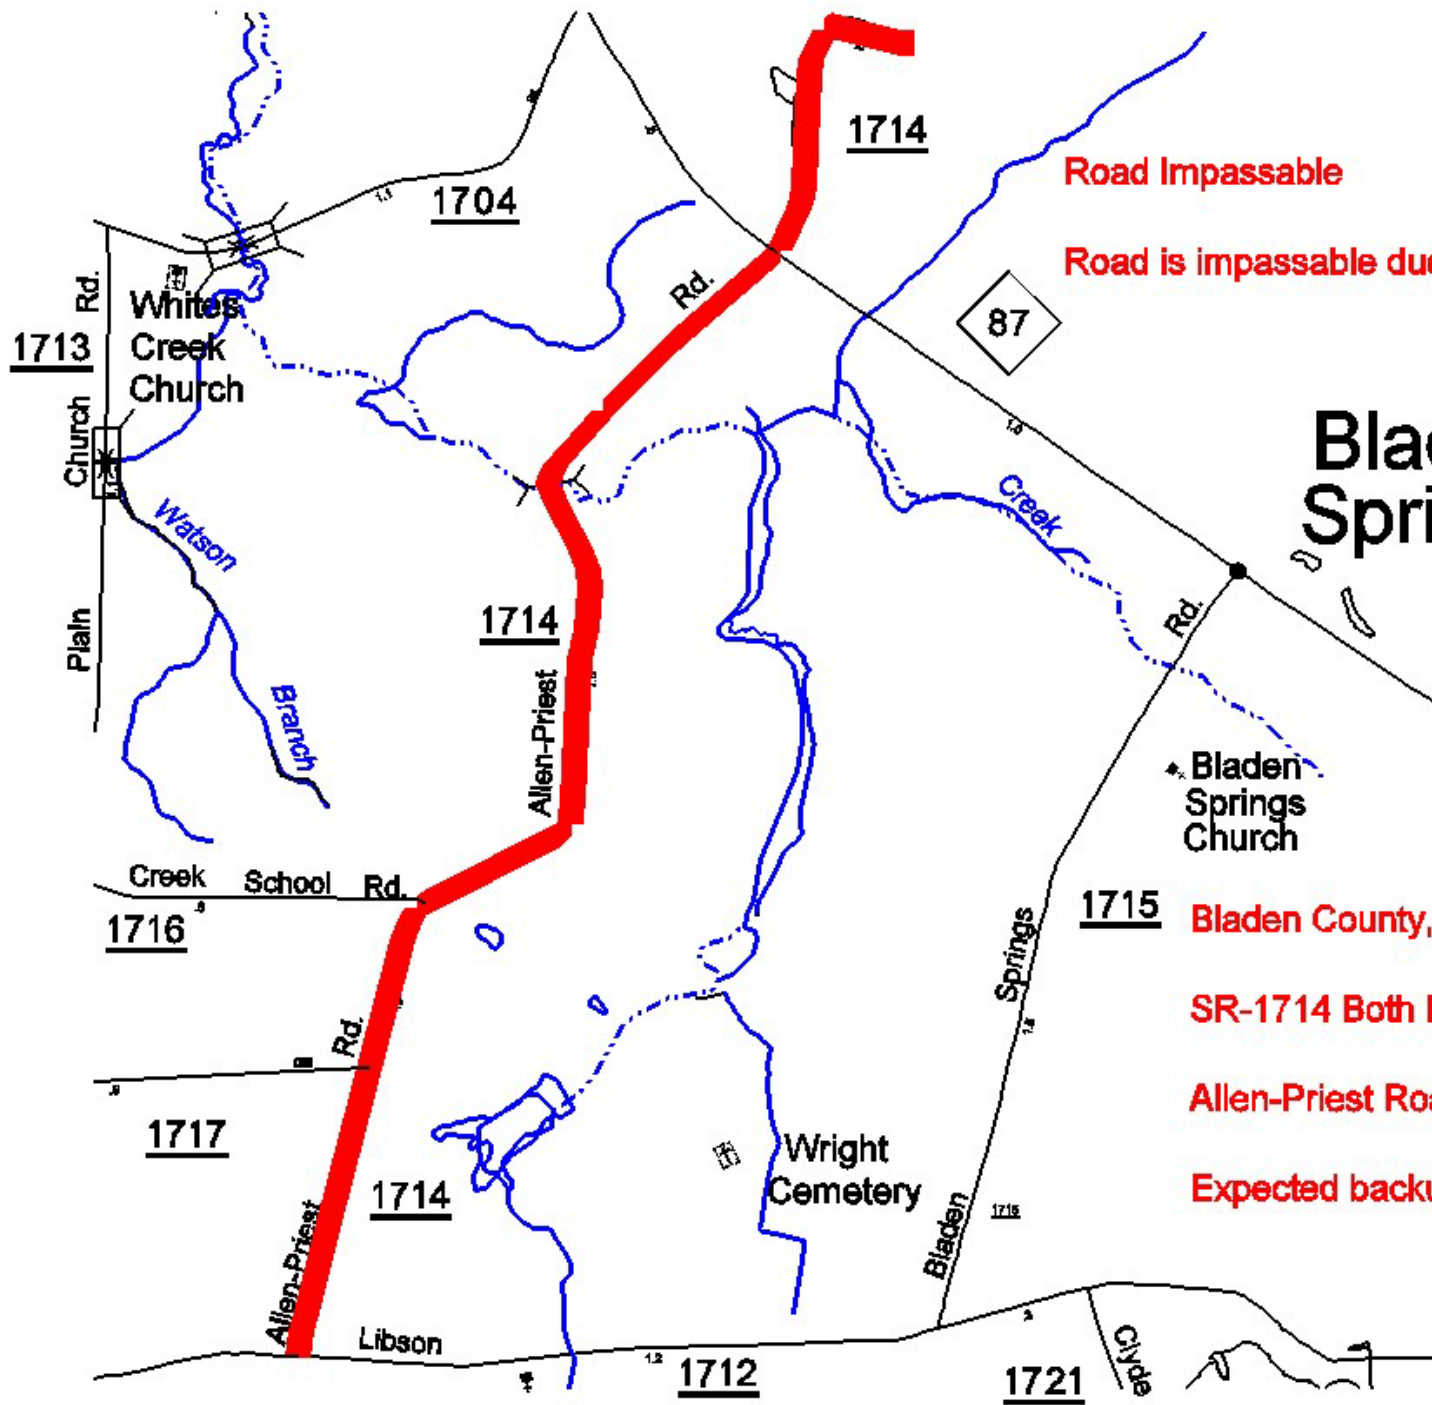 1714
Road Impassable
1704
Rd.
Road is impassable due
Rd.
Whites
Creek
Church
87
1713
Church
Blad
Spri
Creek
Watson
Rd.
1714
Plain
Allen-Priest
Branch
Bladen
Springs
Church
Creek School Rd.
1716
1715
Bladen County,
Springs
SR-1714 Both
Rd.
Allen-Priest Roa
1717
Wright
Cemetery
1714
Expected backu
Bladen
1715
Allen-Priest
Libson
1.2
1712
1721
Clyde